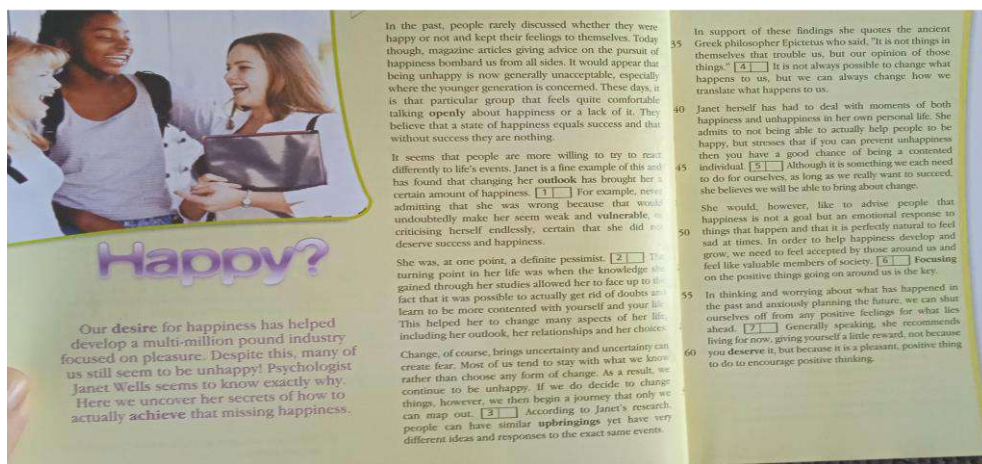 Happy?
Our desire for happiness has helped
develop a multi-million pound industry
focused on pleasure. Despite this, many of
us still seem to be unhappy! Psychologist
Janet Wells seems to know exactly why.
Here we uncover her secrets of how to
actually achieve that missing happiness.
In the past, people rarely discussed whether they were
happy or not and kept their feelings to themselves. Today
though, magazine articles giving advice on the pursuit of
happiness bombard us from all sides. It would appear that
being unhappy is now generally unacceptable, especially
where the younger generation is concerned. These days, it
is that particular group that feels quite comfortable
talking openly about happiness or a lack of it. They
believe that a state of happiness equals success and that
without success they are nothing.
It seems that people are more willing to try to react
differently to life's events. Janet is a fine example of this and
has found that changing her outlook has brought her a
certain amount of happiness. 1 For example, never
admitting that she was wrong because that would
undoubtedly make her seem weak and vulnerable,
criticising herself endlessly, certain that she did not
deserve success and happiness.
She was, at one point, a definite pessimist. 2 The
turning point in her life was when the knowledge she
gained through her studies allowed her to face up to the
fact that it was possible to actually get rid of doubts and
learn to be more contented with yourself and your life.
This helped her to change many aspects of her life,
including her outlook, her relationships and her choices.
Change, of course, brings uncertainty and uncertainty can
create fear. Most of us tend to stay with what we know
rather than choose any form of change. As a result, we
continue to be unhappy. If we do decide to change
things, however, we then begin a journey that only we
can map out. 3 According to Janet's research,
people can have similar upbringings yet have very
different ideas and responses to the exact same events.
In support of these findings she quotes the ancient
35 Greek philosopher Epictetus who said, "It is not things in
themselves that trouble us, but our opinion of those
things." 4 It is not always possible to change what
happens to us, but we can always change how we
translate what happens to us.
40 Janet herself has had to deal with moments of both
happiness and unhappiness in her own personal life. She
admits to not being able to actually help people to be
happy, but stresses that if you can prevent unhappiness
then you have a good chance of being a contented
45 individual. 5 Although it is something we each need
to do for ourselves, as long as we really want to succeed,
she believes we will be able to bring about change.
She would, however, like to advise people that
happiness is not a goal but an emotional response to
50 things that happen and that it is perfectly natural to feel
sad at times. In order to help happiness develop and
grow, we need to feel accepted by those around us and
feel like valuable members of society. 6 Focusing
on the positive things going on around us is the key.
55 In thinking and worrying about what has happened in
the past and anxiously planning the future, we can shut
ourselves off from any positive feelings for what lies
ahead. 7 Generally speaking, she recommends
living for now, giving yourself a little reward, not because
60 you deserve it, but because it is a pleasant, positive thing
to do to encourage positive thinking.